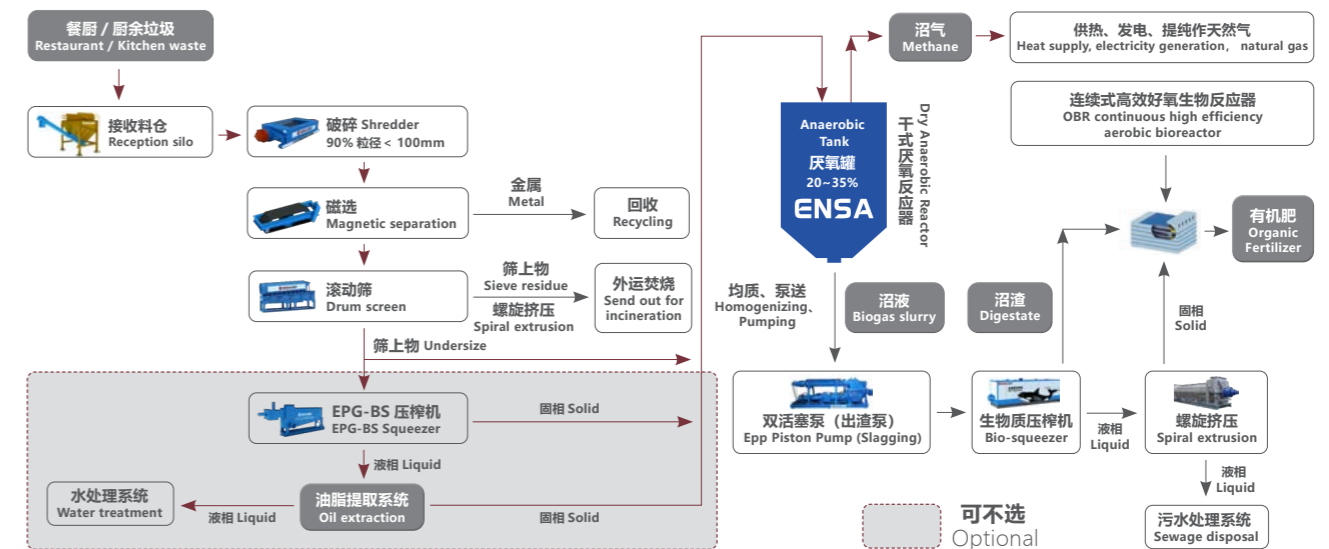 餐厨 / 厨余垃圾
Restaurant / Kitchen waste
接收料仓
Reception silo
破碎 Shredder
90% 粒径 < 100mm
磁选
Magnetic separation
金属
Metal
回收
Recycling
滚动筛
Drum screen
筛上物
Sieve residue
螺旋挤压
Spiral extrusion
外运焚烧
Send out for
incineration
筛上物 Undersize
EPG-BS 压榨机
EPG-BS Squeezer
固相 Solid
液相 Liquid
油脂提取系统
Oil extraction
液相 Liquid
水处理系统
Water treatment
固相 Solid
Anaerobic
Tank
厌氧罐
20~35%
ENSA
干式厌氧反应器
Dry Anaerobic Reactor
沼气
Methane
供热、发电、提纯作天然气
Heat supply, electricity generation, natural gas
连续式高效好氧生物反应器
OBR continuous high efficiency
aerobic bioreactor
有机肥
Organic
Fertilizer
均质、泵送
Homogenizing、
Pumping
沼液
Biogas slurry
沼渣
Digestate
固相
Solid
双活塞泵（出渣泵）
Epp Piston Pump (Slagging)
生物质压榨机
Bio-squeezer
液相
Liquid
螺旋挤压
Spiral extrusion
液相
Liquid
污水处理系统
Sewage disposal
可不选
Optional